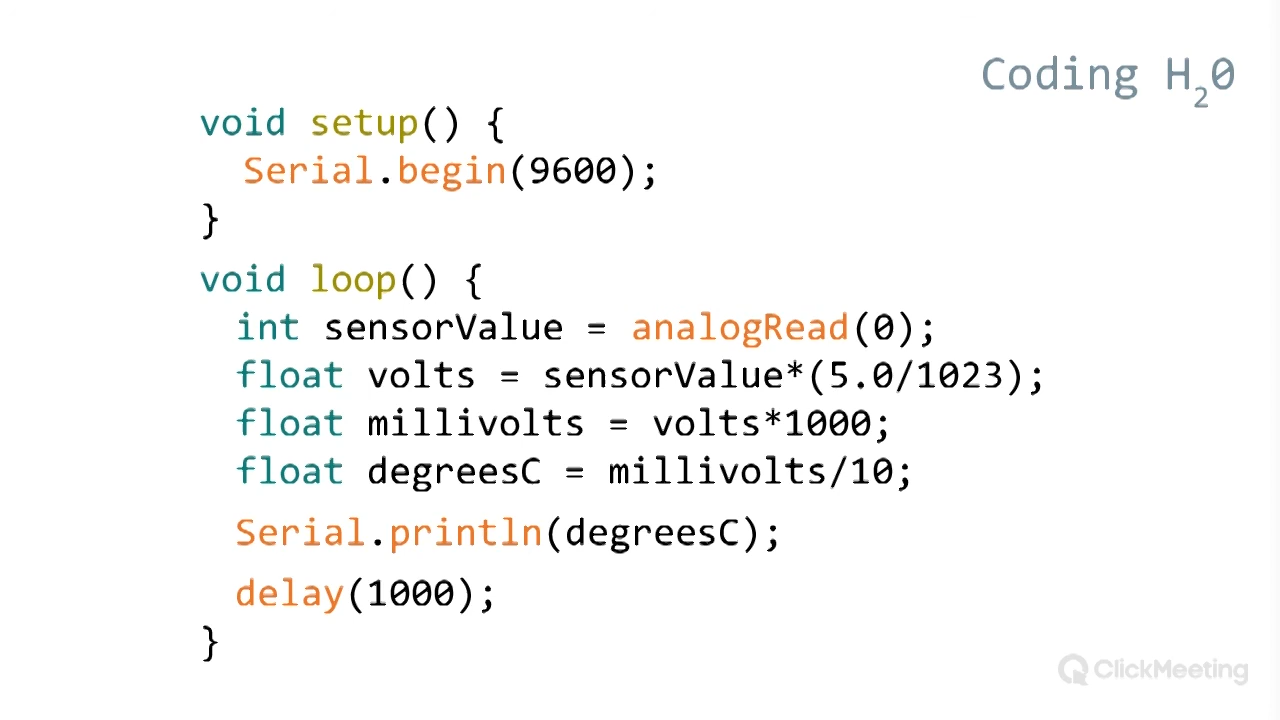 Coding H₂0
void setup() {
Serial.begin(9600);
}
void loop() {
int sensorValue = analogRead(0);
float volts = sensorValue*(5.0/1023);
float millivolts = volts*1000;
float degreesC = millivolts/10;
Serial.println(degreesC);
delay(1000);
}
ClickMeeting